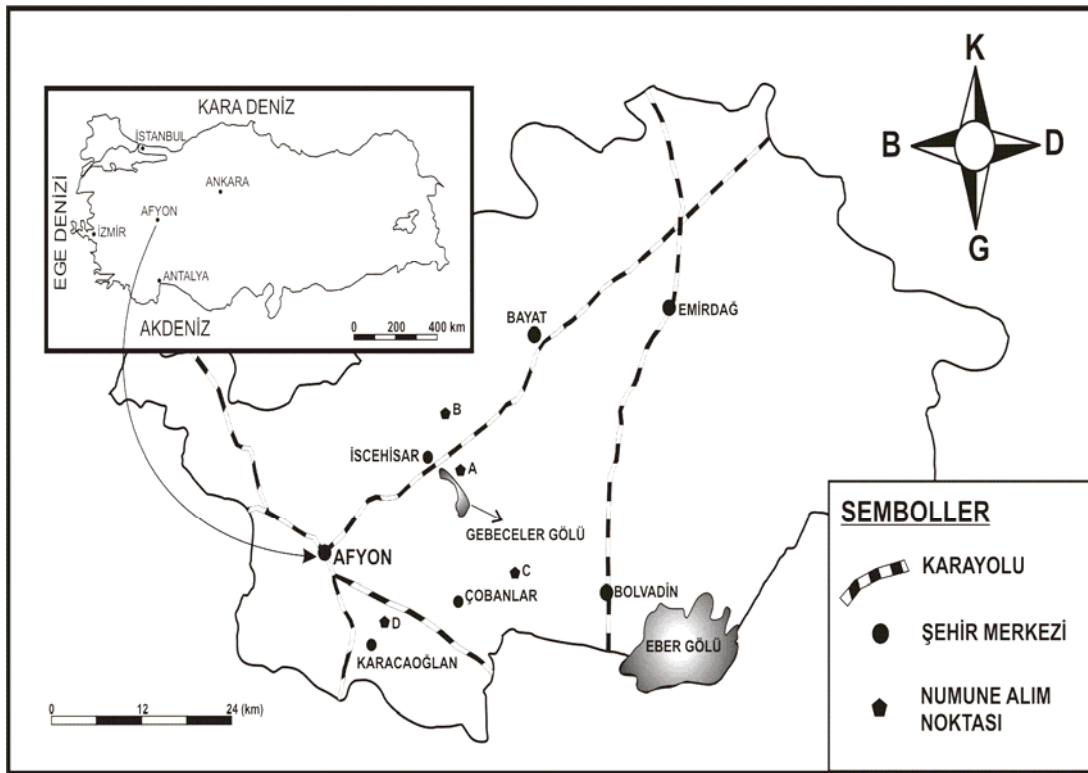 KARA DENİZ
İSTANBUL
ANKARA
EGE DENİZİ
AFYON
İZMİR
ANTALYA
AKDENİZ
0 200 400 km
K
B D
G
EMİRDAĞ
BAYAT
B
İSCEHİSAR
A
GEBECELER GÖLÜ
AFYON
C
ÇOBANLAR
BOLVADİN
D
KARACAOĞLAN
EBER GÖLÜ
0 12 24 (km)
SEMBOLLER
KARAYOLU
ŞEHİR MERKEZİ
NUMUNE ALIM
NOKTASI